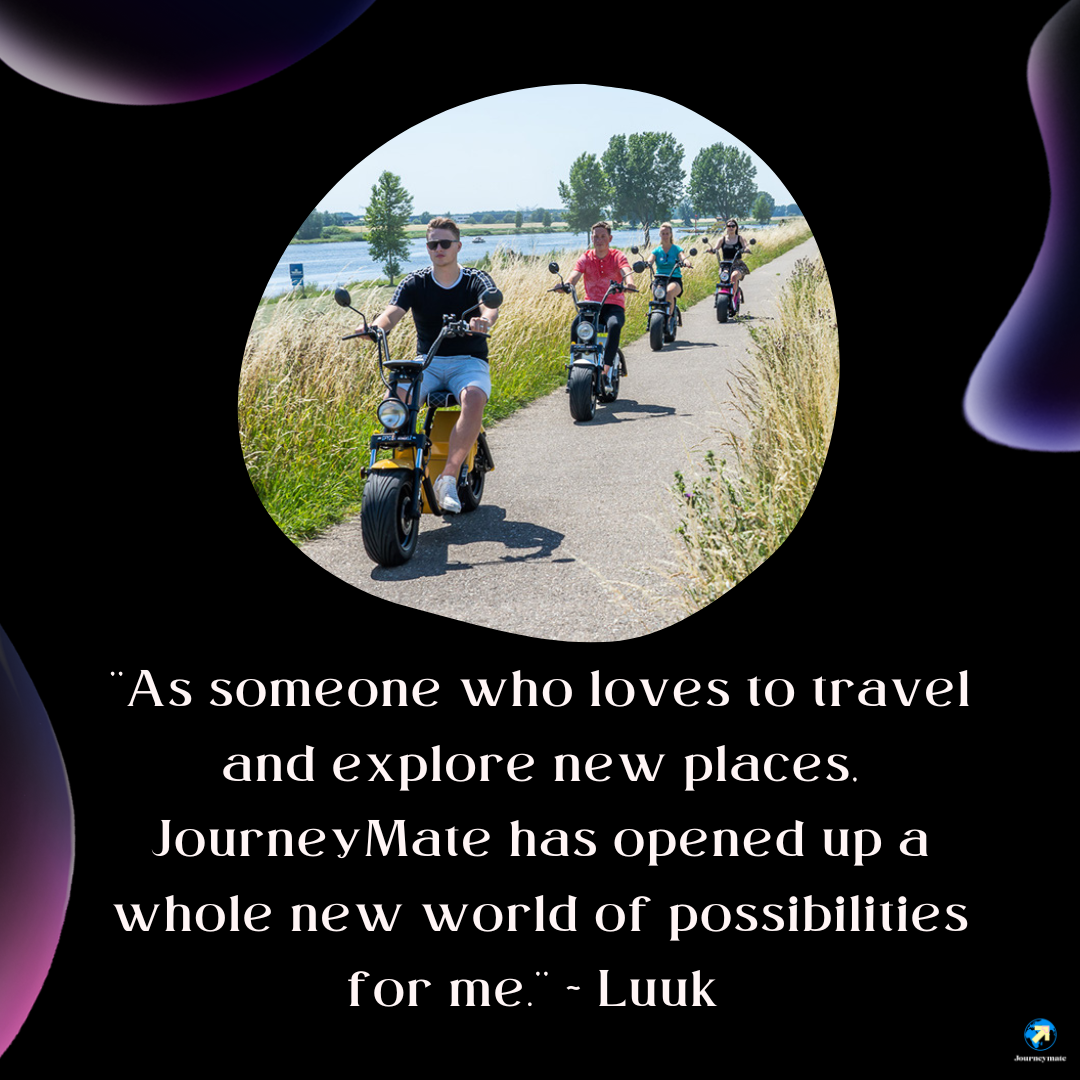 ¨As someone who loves to travel
and explore new places,
JourneyMate has opened up a
whole new world of possibilities
for me.¨ ~ Luuk
Journeymate